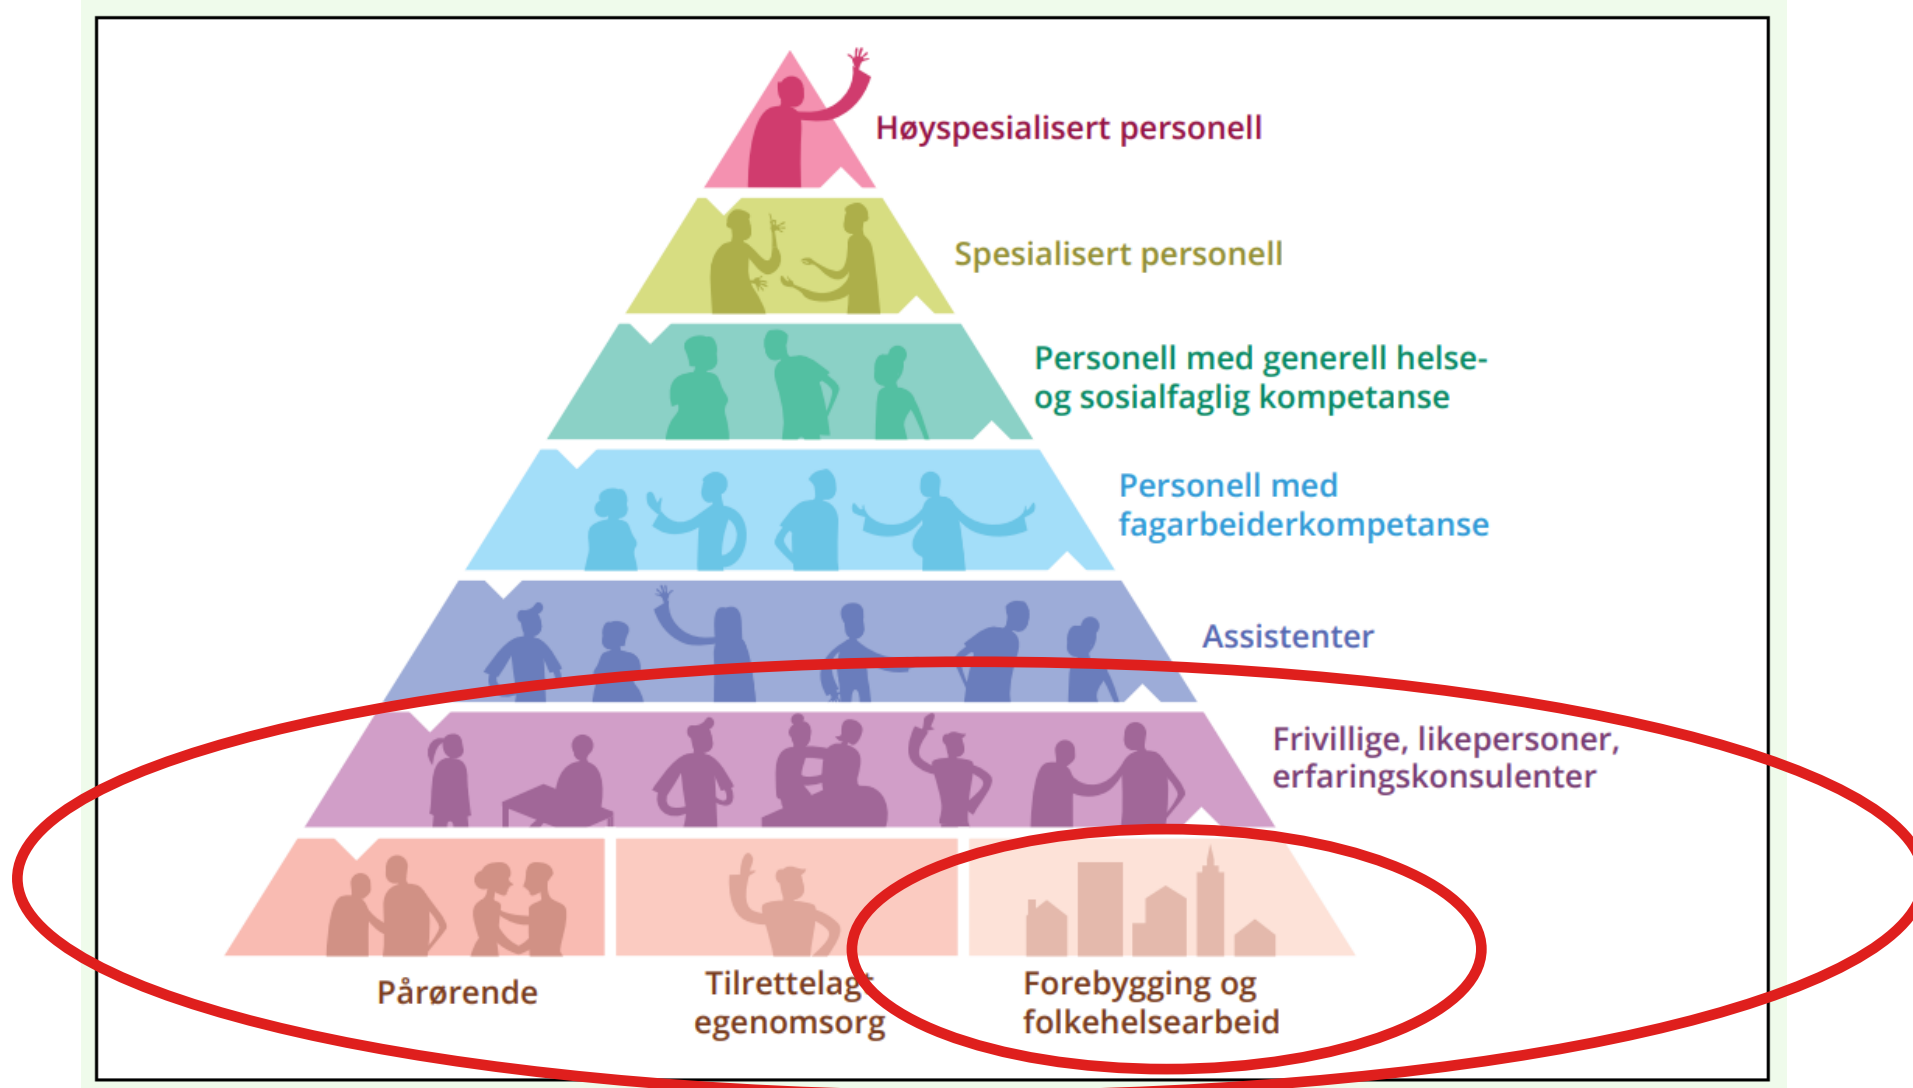 Høyspesialisert personell
Spesialisert personell
Personell med generell helse-
og sosialfaglig kompetanse
Personell med
fagarbeiderkompetanse
Assistenter
Frivillige, likepersoner,
erfaringskonsulenter
Pårørende
Tilrettelagt
egenomsorg
Forebygging og
folkehelsearbeid